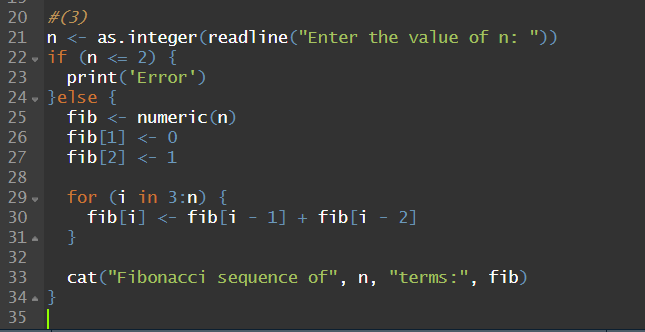 20 #(3)
21 n <- as.integer(readline("Enter the value of n: "))
22 if (n <= 2) {
23   print('Error')
24 }else {
25   fib <- numeric(n)
26   fib[1] <- 0
27   fib[2] <- 1
28
29   for (i in 3:n) {
30     fib[i] <- fib[i - 1] + fib[i - 2]
31   }
32
33   cat("Fibonacci sequence of", n, "terms:", fib)
34 }
35